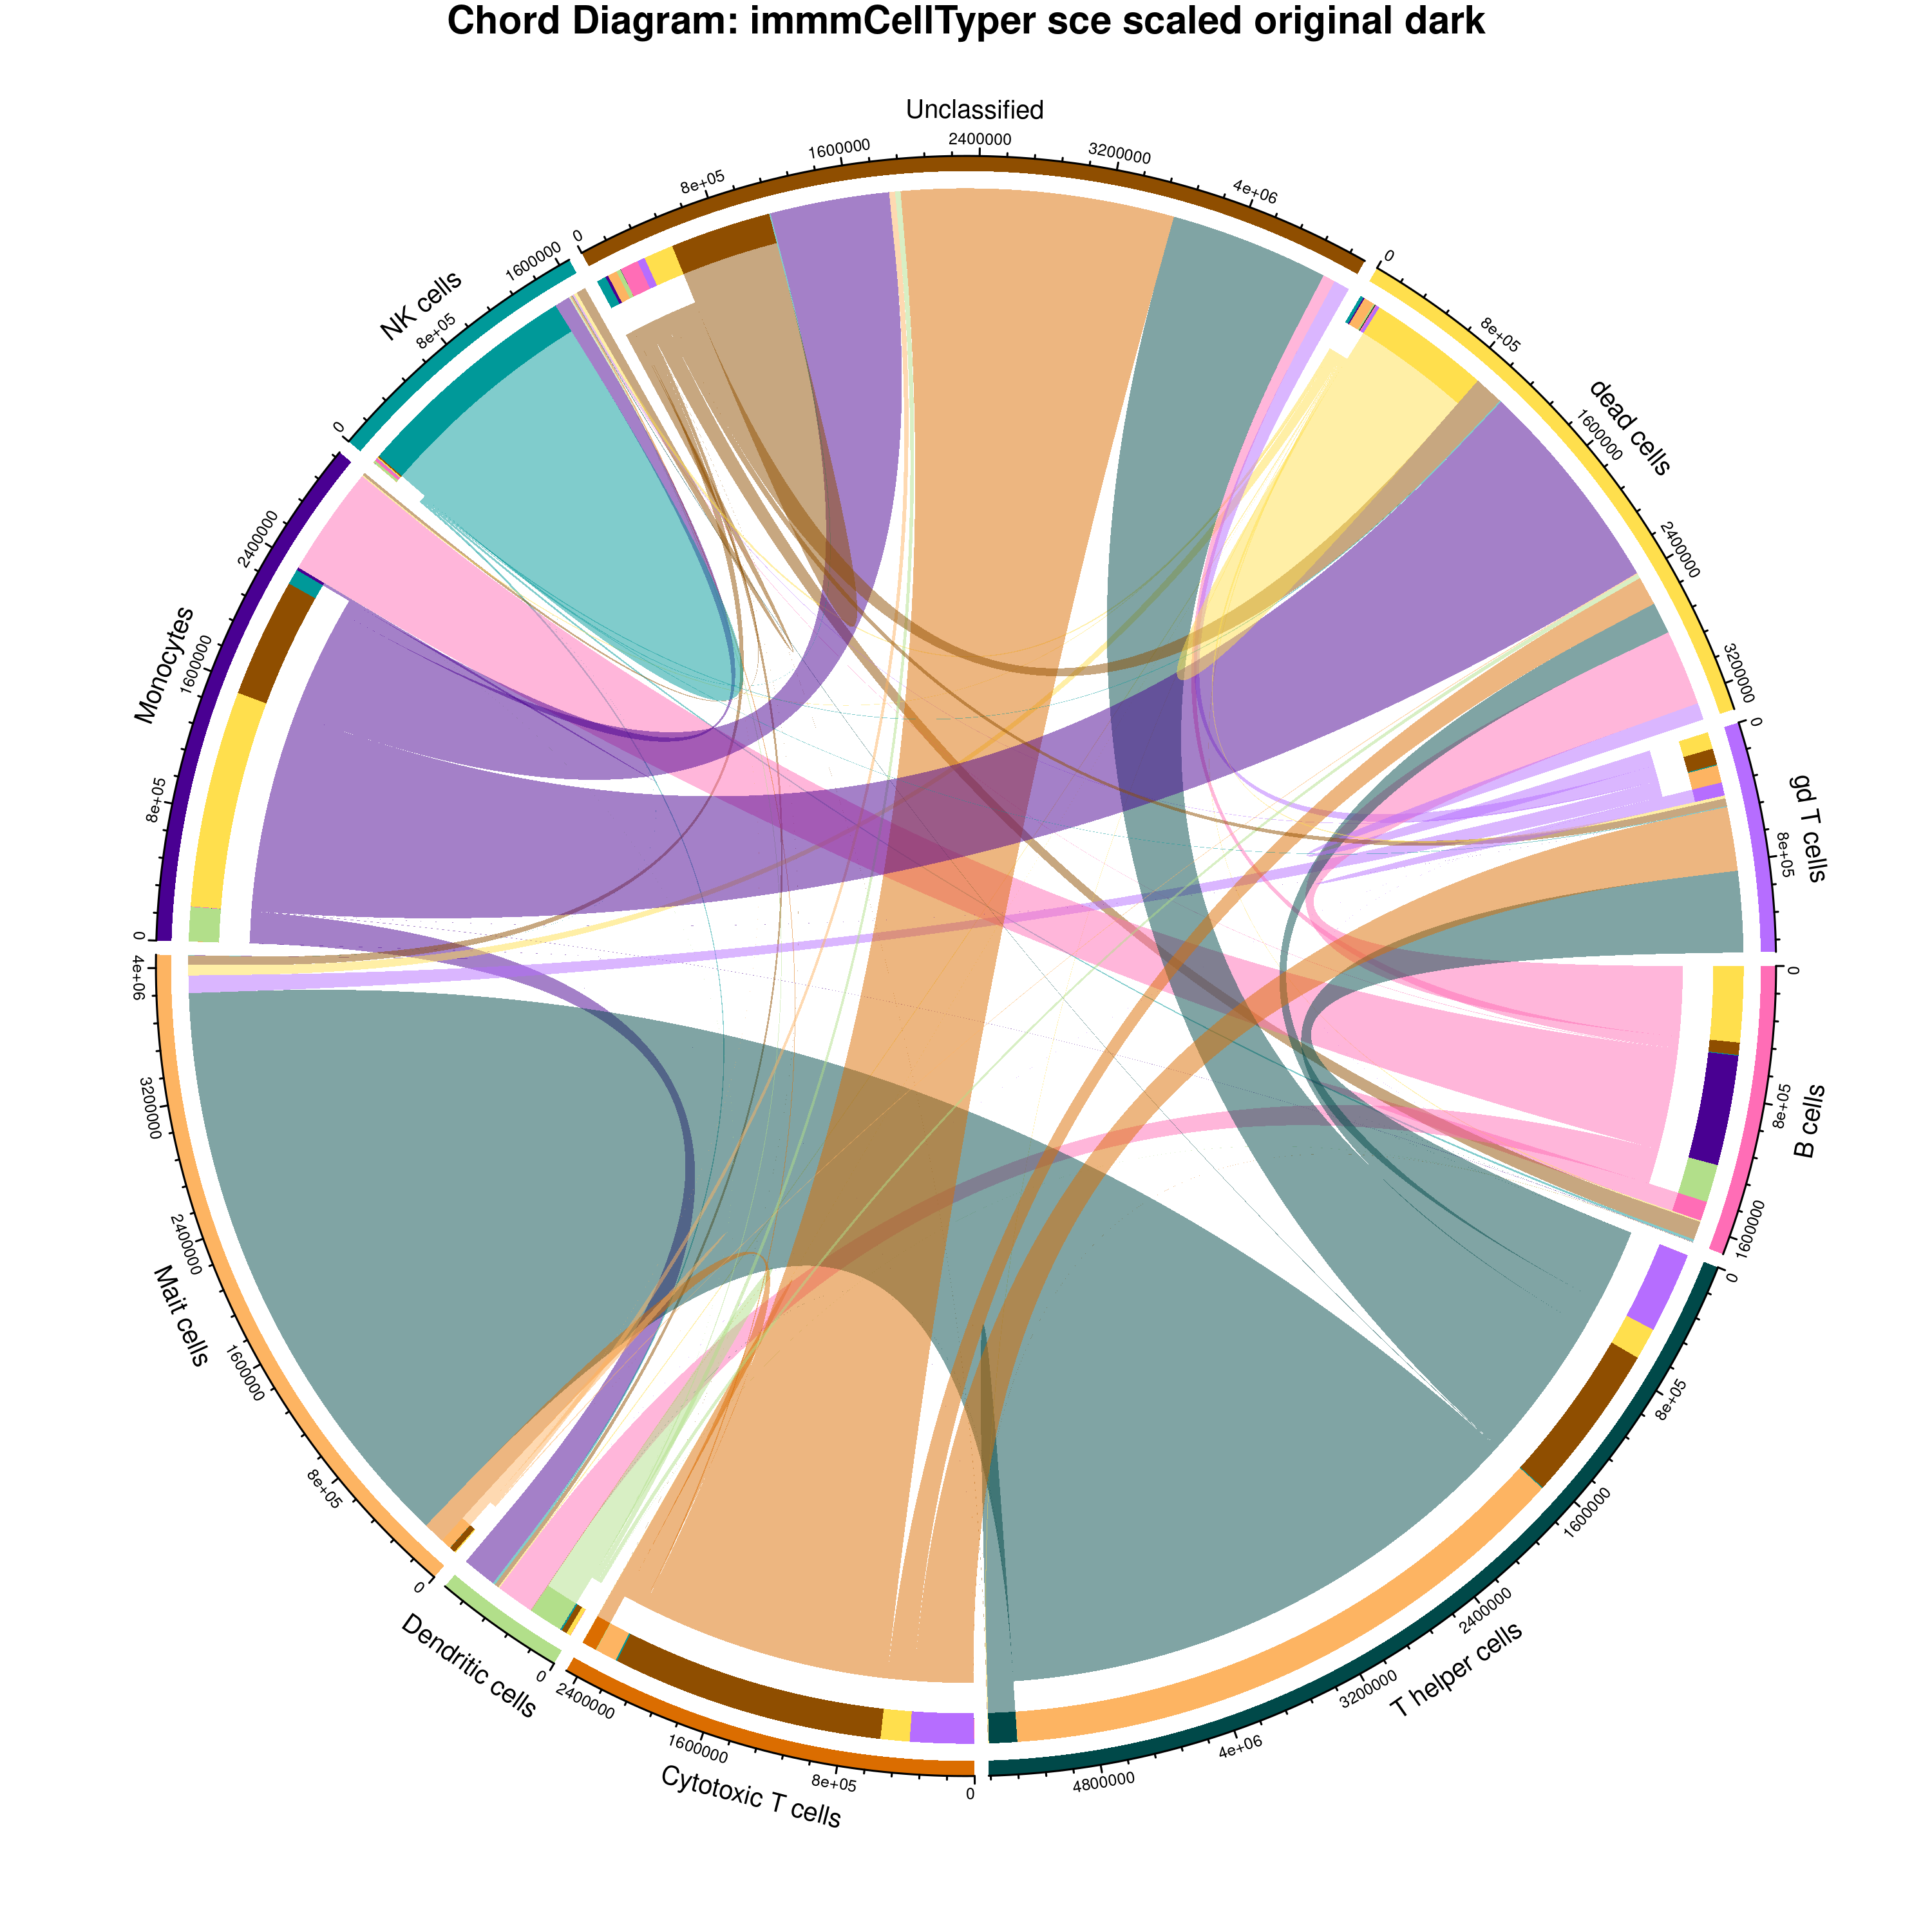 Chord Diagram: immmCellTyper sce scaled original dark
Unclassified
0
8e+05
1600000
2400000
3200000
4e+06
dead cells
0
8e+05
1600000
2400000
3200000
gd T cells
0
8e+05
B cells
0
8e+05
1600000
T helper cells
0
8e+05
1600000
2400000
3200000
4e+06
4800000
Cytotoxic T cells
0
8e+05
1600000
2400000
Dendritic cells
0
Mait cells
0
8e+05
1600000
2400000
3200000
4e+06
Monocytes
0
8e+05
1600000
2400000
NK cells
0
8e+05
1600000